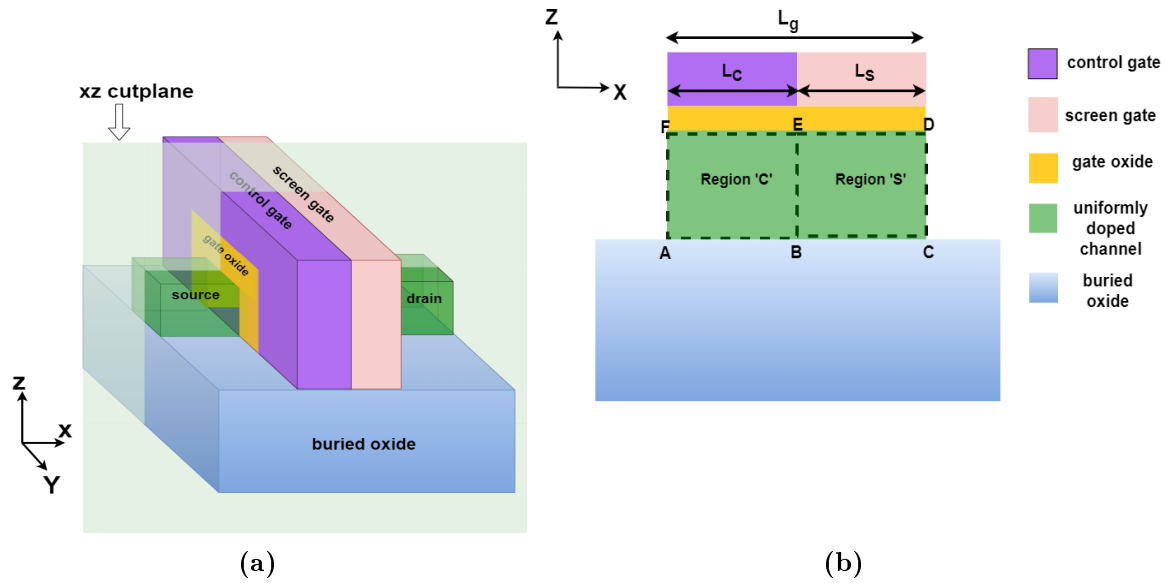 xz cutplane
screen gate
control gate
gate oxide
source
drain
buried oxide
Z
X
Y
(a)
Z
X
Lg
LC
LS
F
E
D
Region 'C'
Region 'S'
A
B
C
control gate
screen gate
gate oxide
uniformly
doped
channel
buried
oxide
(b)